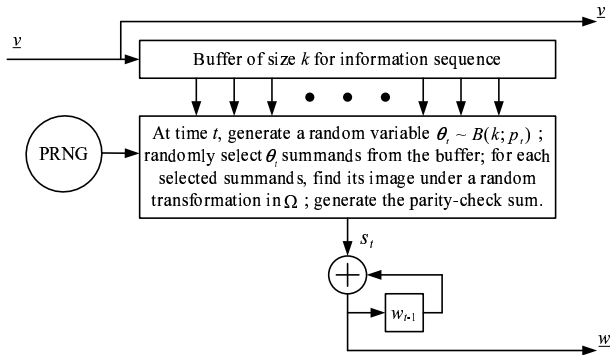 v
v
Buffer of size k for information sequence
PRNG
At time t, generate a random variable θₜ ~ B(k; pₜ) ;
randomly select θₜ summands from the buffer; for each
selected summands, find its image under a random
transformation in Ω ; generate the parity-check sum.
sₜ
wₜ₋₁
w